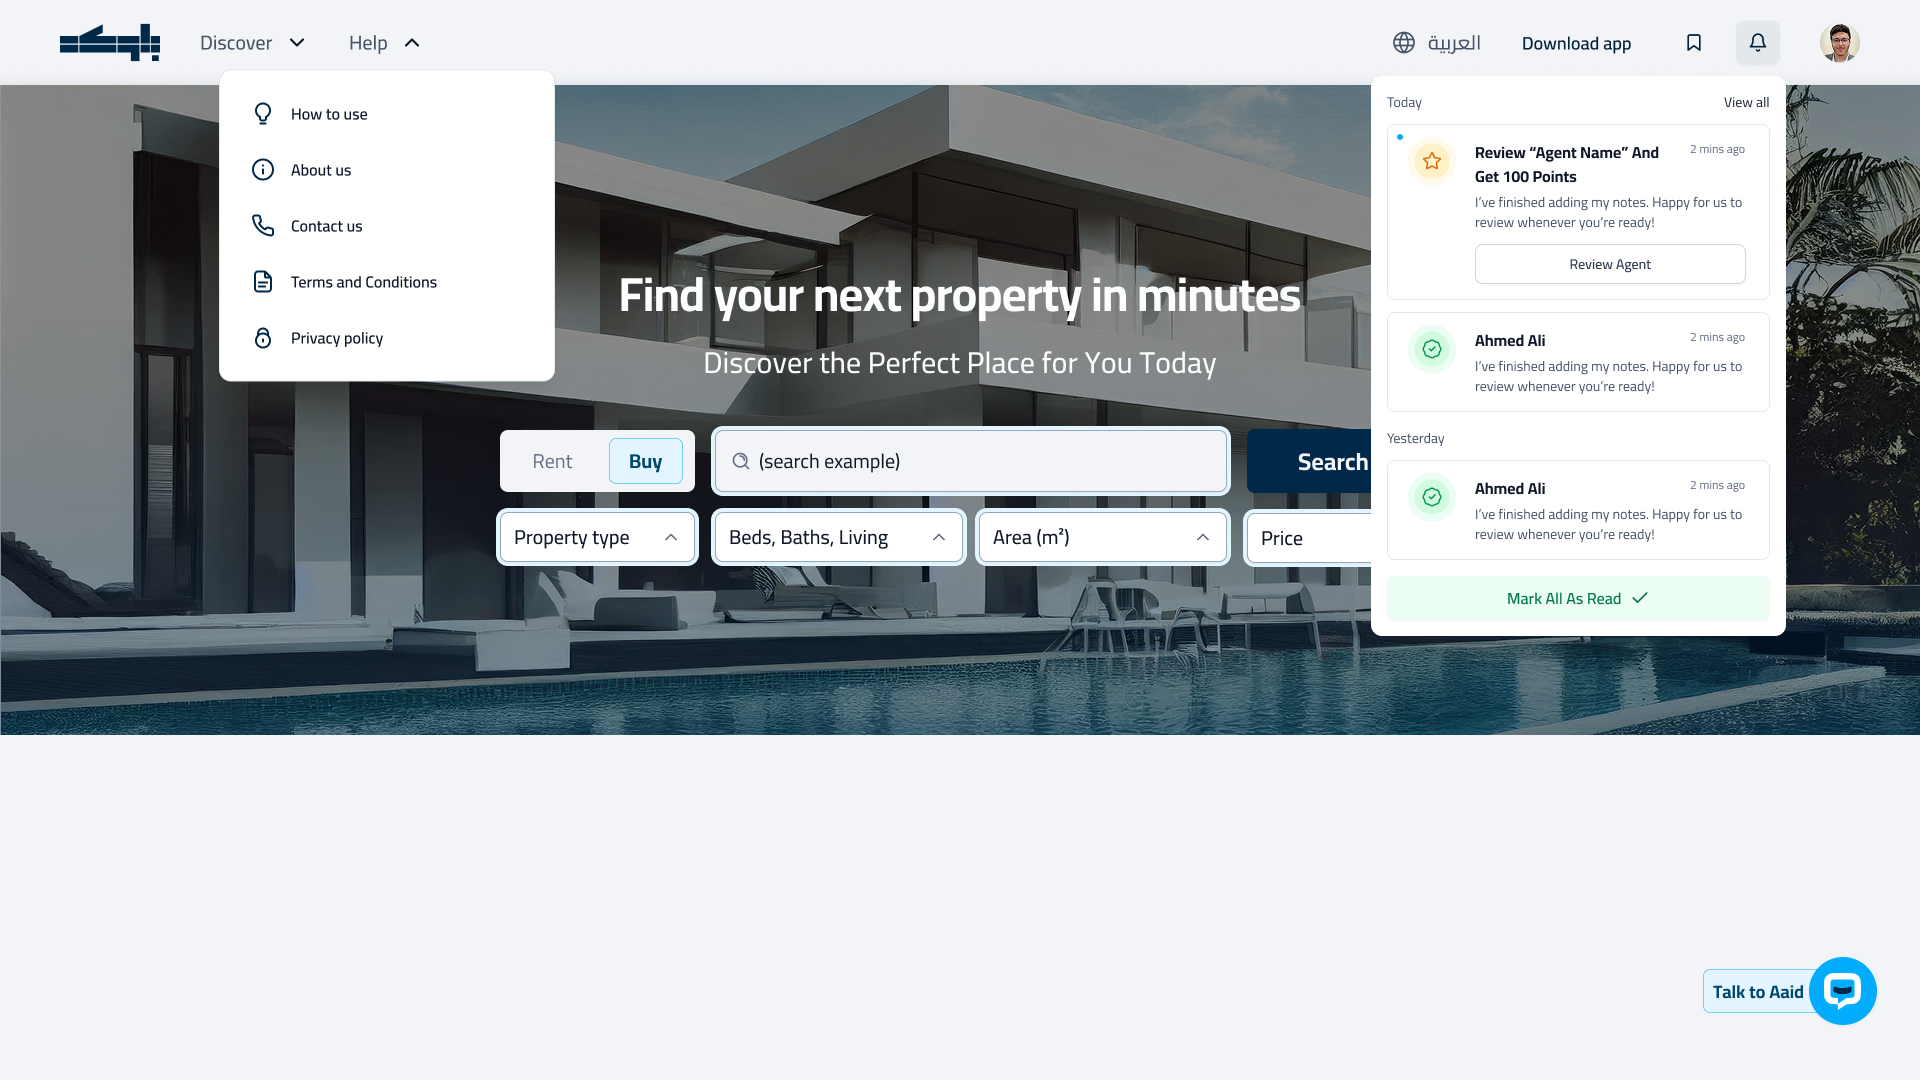 Discover
Help
العربية
Download app
How to use
About us
Contact us
Terms and Conditions
Privacy policy
Find your next property in minutes
Discover the Perfect Place for You Today
Rent
Buy
(search example)
Search
Property type
Beds, Baths, Living
Area (m²)
Price
Today
View all
Review “Agent Name” And
Get 100 Points
2 mins ago
I’ve finished adding my notes. Happy for us to
review whenever you’re ready!
Review Agent
Ahmed Ali
2 mins ago
I’ve finished adding my notes. Happy for us to
review whenever you’re ready!
Yesterday
Ahmed Ali
2 mins ago
I’ve finished adding my notes. Happy for us to
review whenever you’re ready!
Mark All As Read
Talk to Aaid